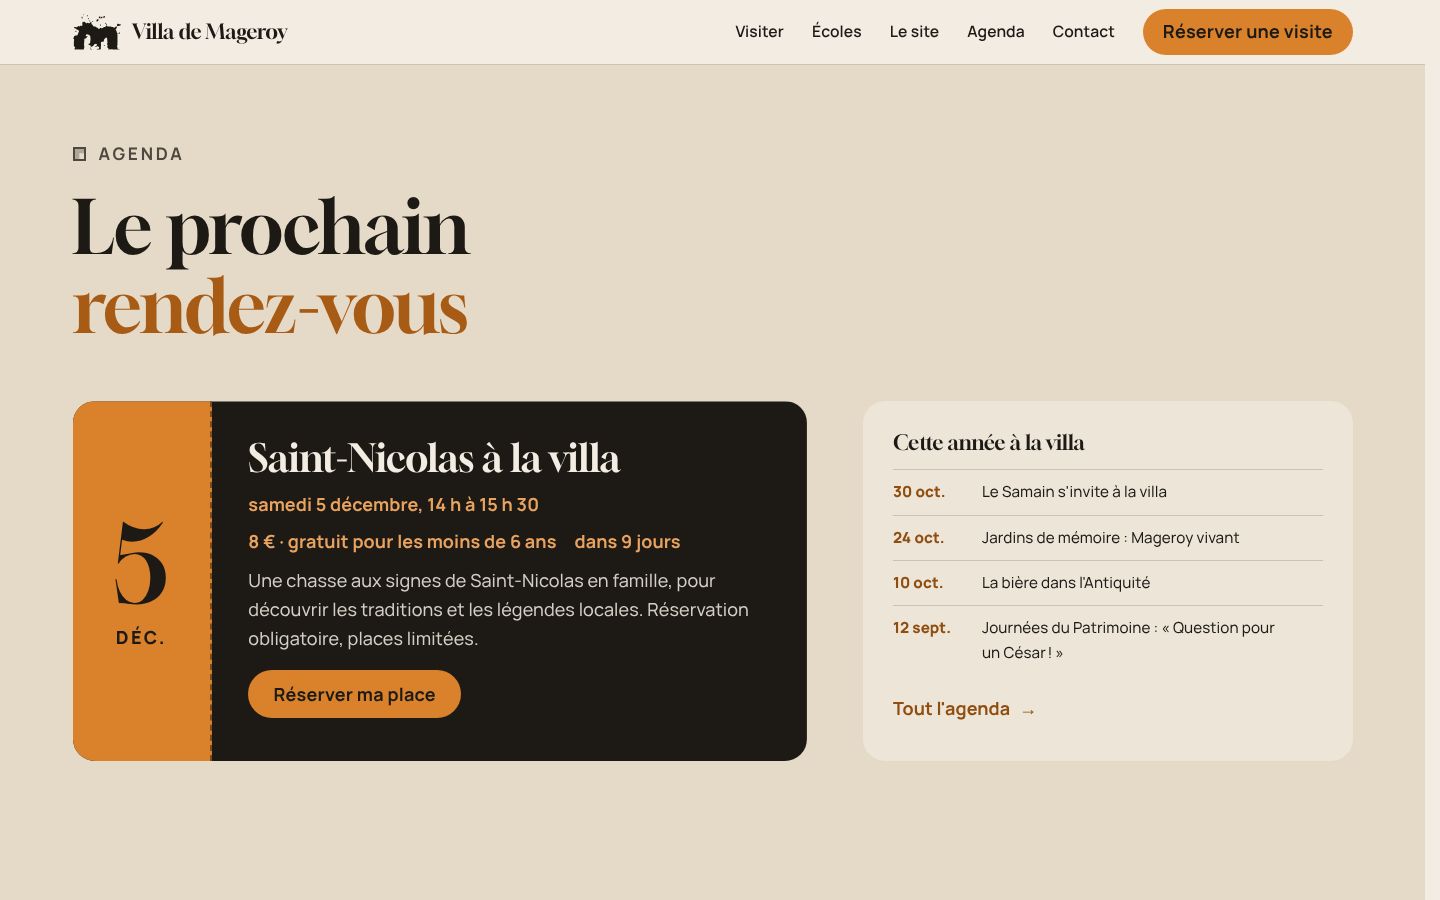 Villa de Mageroy
Visiter
Écoles
Le site
Agenda
Contact
Réserver une visite
AGENDA
Le prochain
rendez-vous
5
DÉC.
Saint-Nicolas à la villa
samedi 5 décembre, 14 h à 15 h 30
8 € · gratuit pour les moins de 6 ans dans 9 jours
Une chasse aux signes de Saint-Nicolas en famille, pour
découvrir les traditions et les légendes locales. Réservation
obligatoire, places limitées.
Réserver ma place
Cette année à la villa
30 oct. Le Samain s'invite à la villa
24 oct. Jardins de mémoire : Mageroy vivant
10 oct. La bière dans l'Antiquité
12 sept. Journées du Patrimoine : « Question pour
un César ! »
Tout l'agenda →